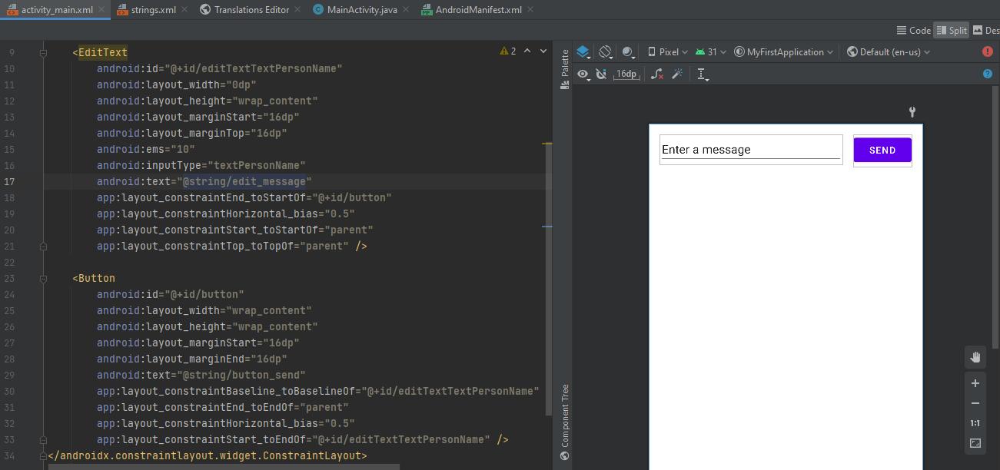 activity_main.xml strings.xml Translations Editor MainActivity.java AndroidManifest.xml
Code Split Des
9 <EditText 2
10 android:id="@+id/editTextTextPersonName"
11 android:layout_width="0dp"
12 android:layout_height="wrap_content"
13 android:layout_marginStart="16dp"
14 android:layout_marginTop="16dp"
15 android:ems="10"
16 android:inputType="textPersonName"
17 android:text="@string/edit_message"
18 app:layout_constraintEnd_toStartOf="@+id/button"
19 app:layout_constraintHorizontal_bias="0.5"
20 app:layout_constraintStart_toStartOf="parent"
21 app:layout_constraintTop_toTopOf="parent" />
22
23 <Button
24 android:id="@+id/button"
25 android:layout_width="wrap_content"
26 android:layout_height="wrap_content"
27 android:layout_marginStart="16dp"
28 android:layout_marginEnd="16dp"
29 android:text="@string/button_send"
30 app:layout_constraintBaseline_toBaselineOf="@+id/editTextTextPersonName"
31 app:layout_constraintEnd_toEndOf="parent"
32 app:layout_constraintHorizontal_bias="0.5"
33 app:layout_constraintStart_toEndOf="@+id/editTextTextPersonName" />
34 </androidx.constraintlayout.widget.ConstraintLayout>
Palette
Component Tree
Pixel 31 MyFirstApplication Default (en-us)
16dp
Enter a message SEND
1:1